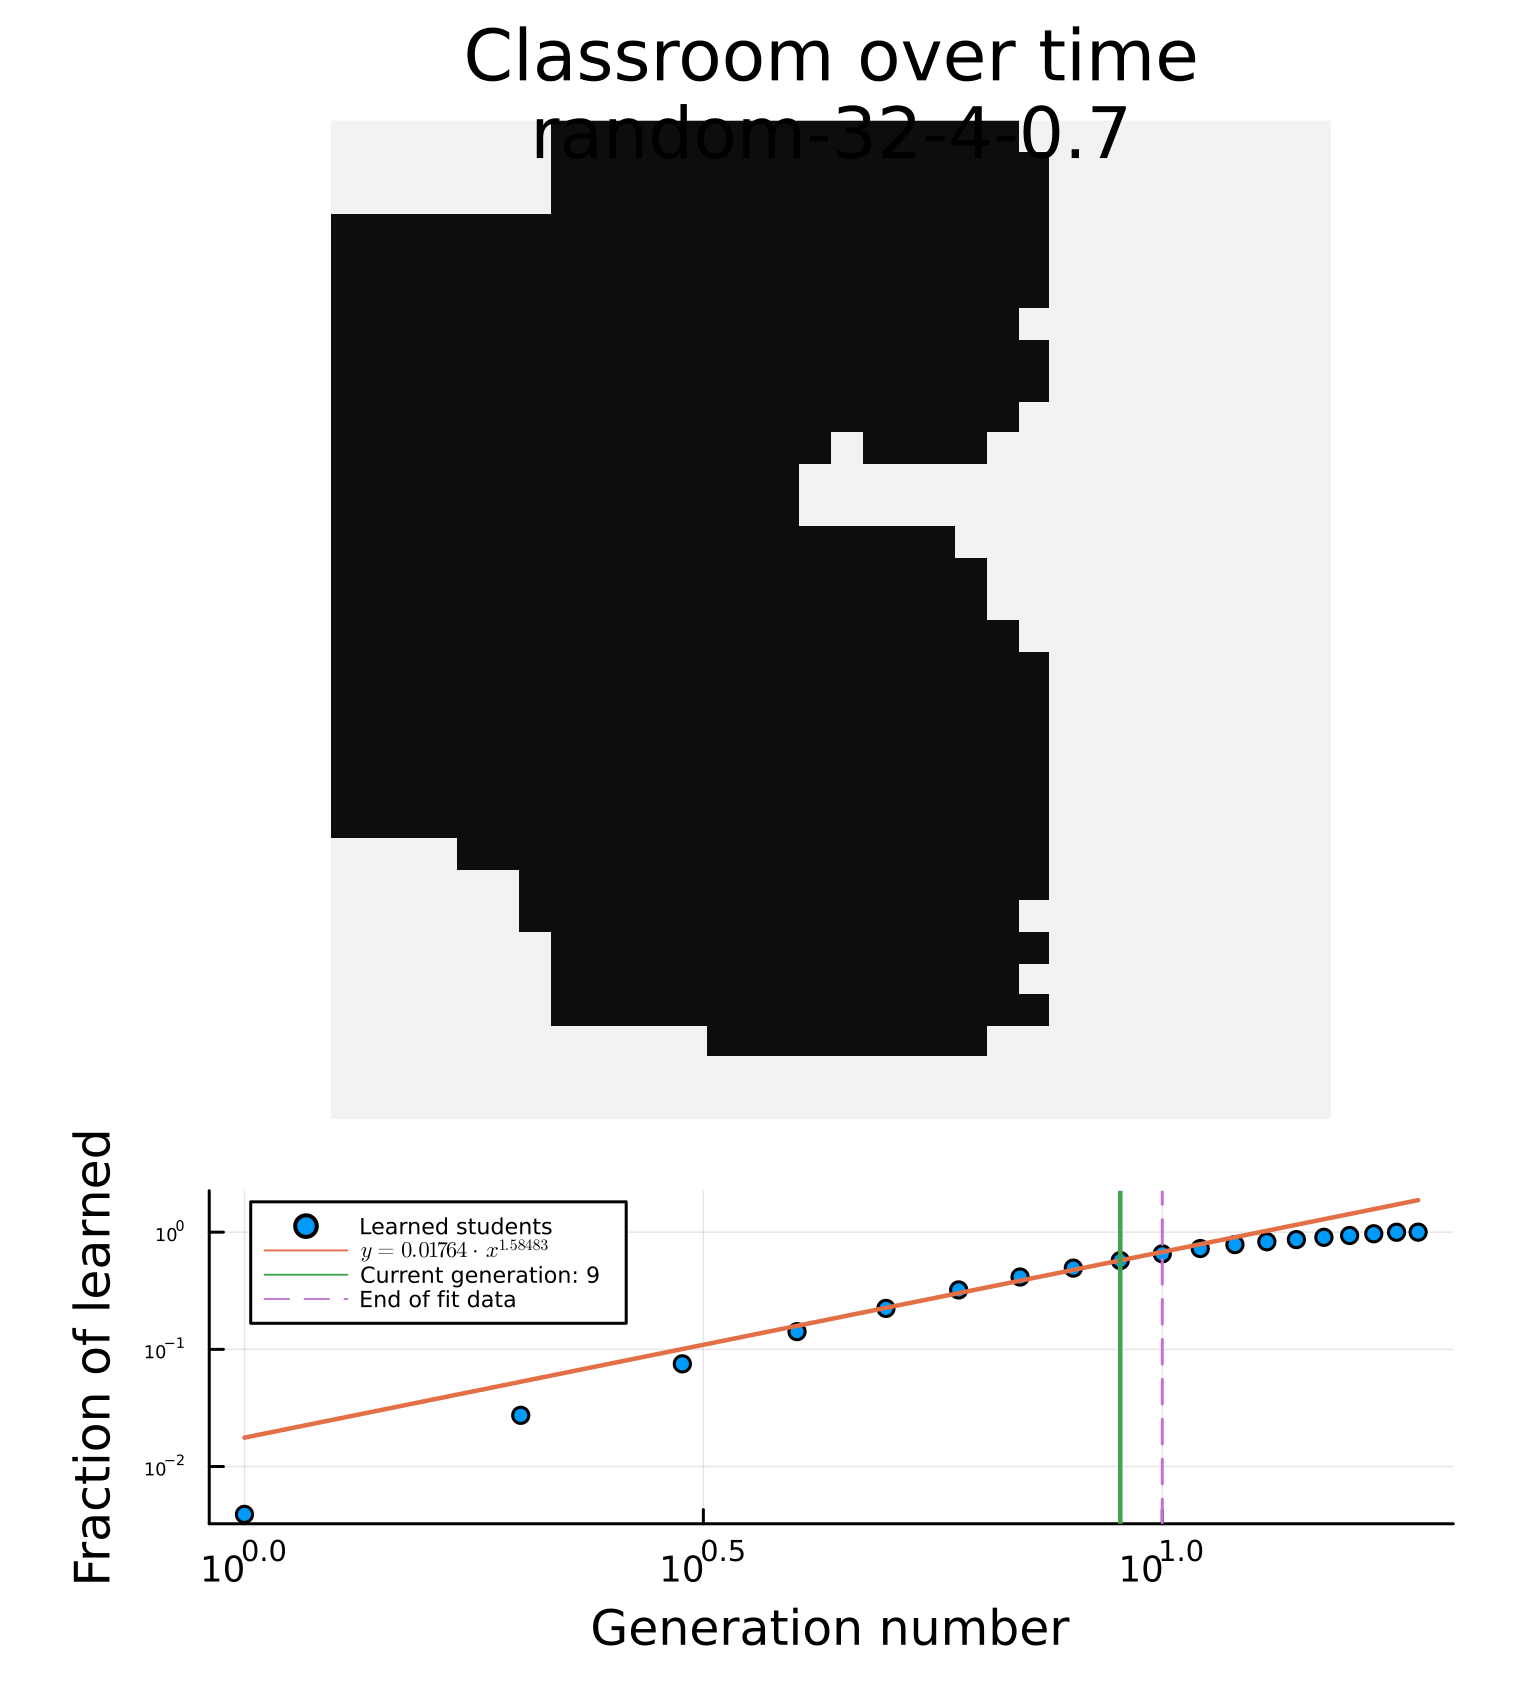 Classroom over time
random-32-4-0.7
Fraction of learned
10⁰
10⁻¹
10⁻²
Learned students
y = 0.01764 · x^1.58483
Current generation: 9
End of fit data
10^0.0
10^0.5
10^1.0
Generation number